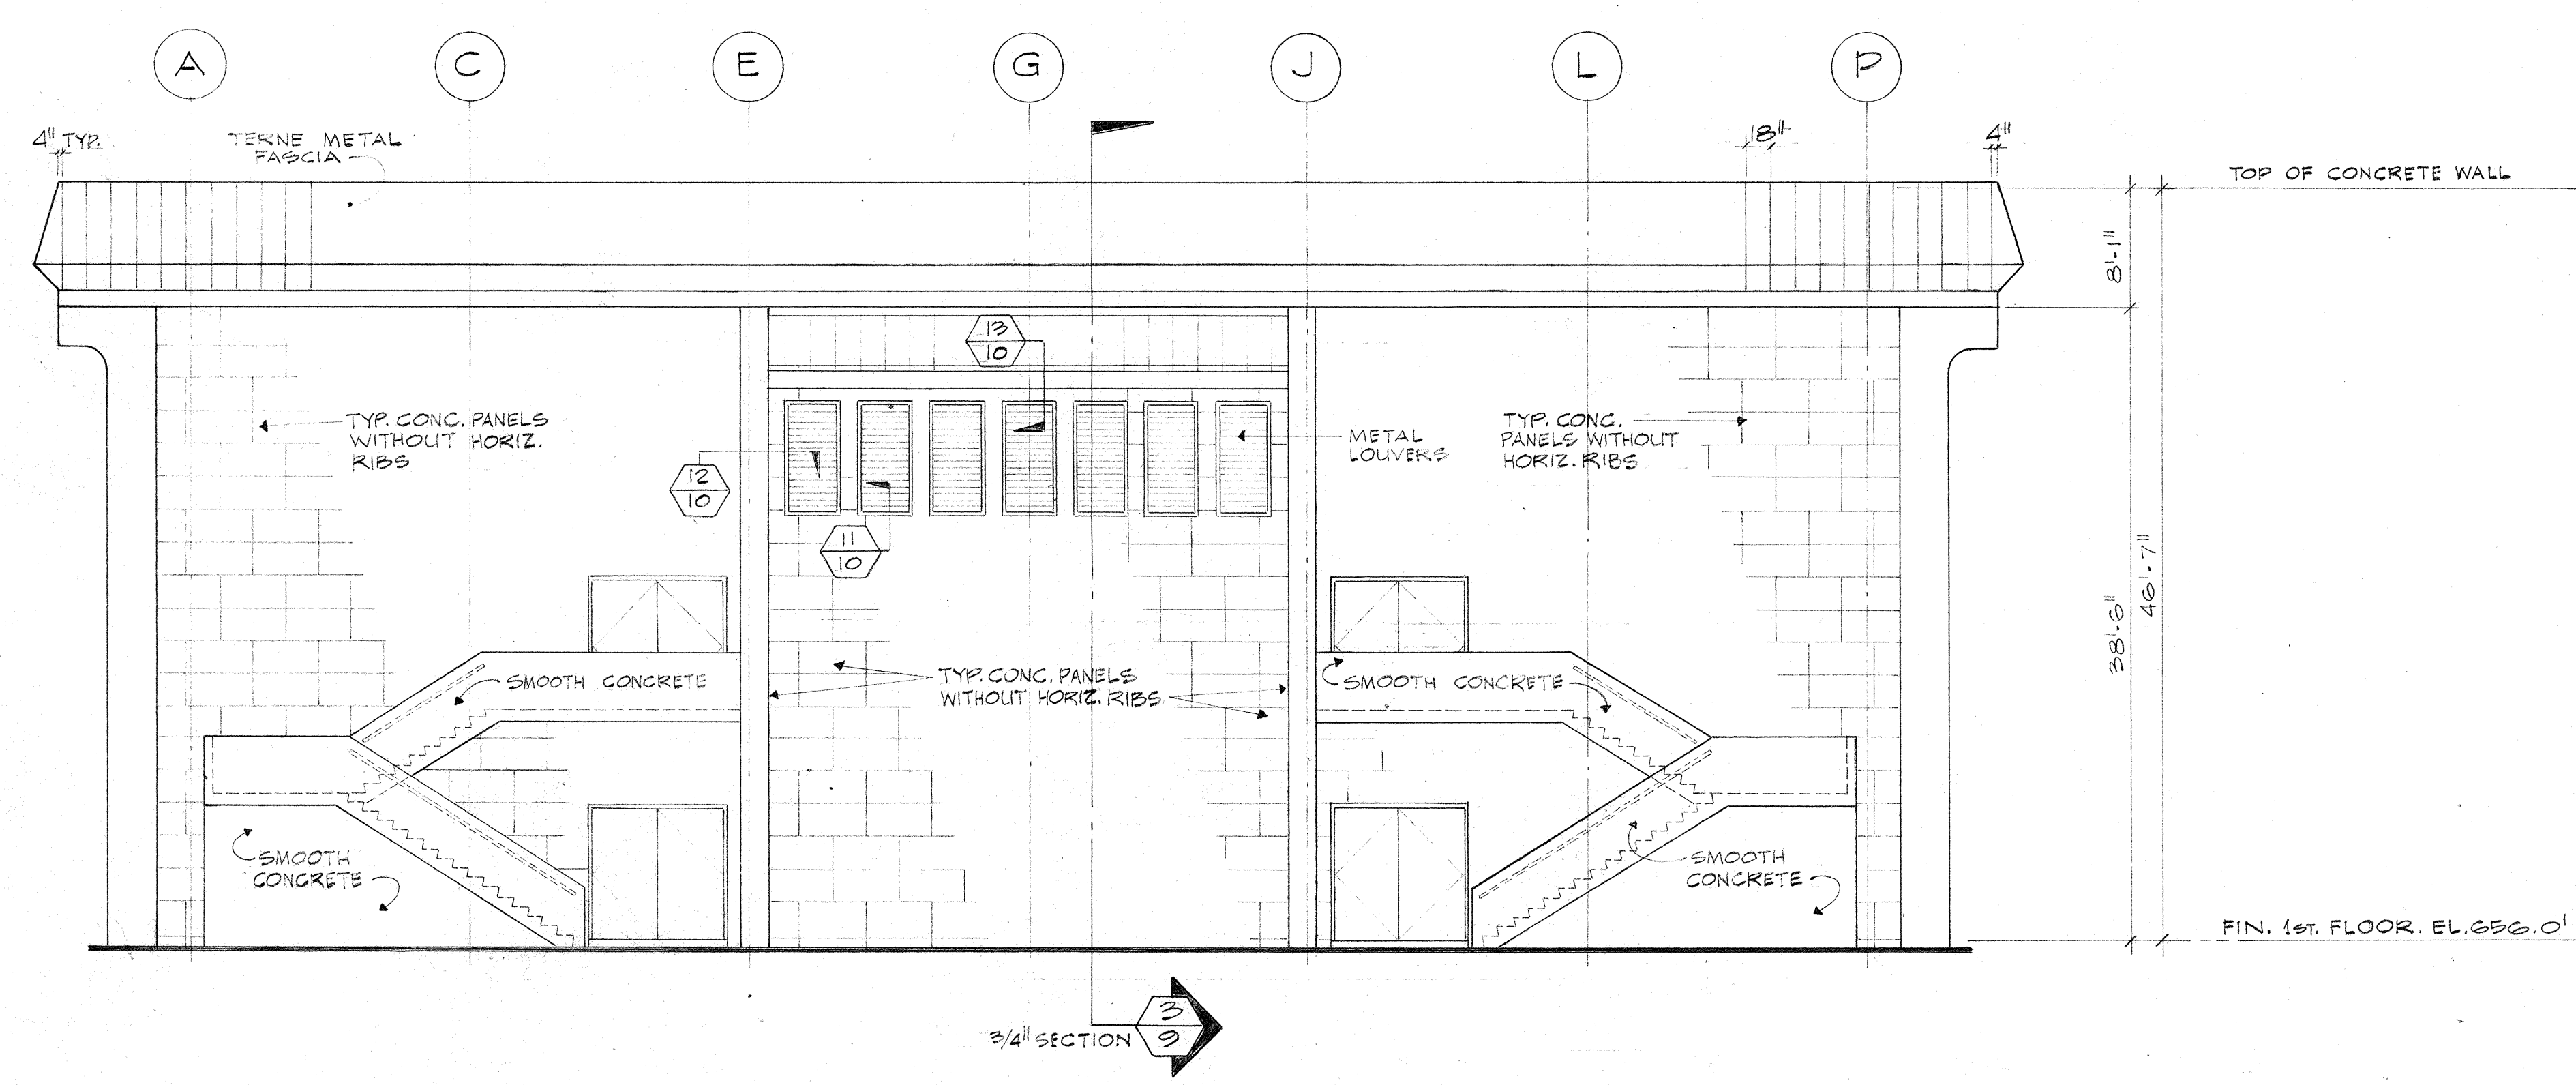 A C E G J L P
4" TYP.
TERNE METAL
FASCIA
18"
4"
TOP OF CONCRETE WALL
8'-1"
13
10
TYP. CONC. PANELS
WITHOUT HORIZ.
RIBS
METAL
LOUVERS
TYP. CONC.
PANELS WITHOUT
HORIZ. RIBS
12
10
11
10
46'-7"
38'-6"
SMOOTH CONCRETE
TYP. CONC. PANELS
WITHOUT HORIZ. RIBS
SMOOTH CONCRETE
SMOOTH
CONCRETE
SMOOTH
CONCRETE
FIN. 1ST. FLOOR. EL. 656.0'
3/4" SECTION
3
9